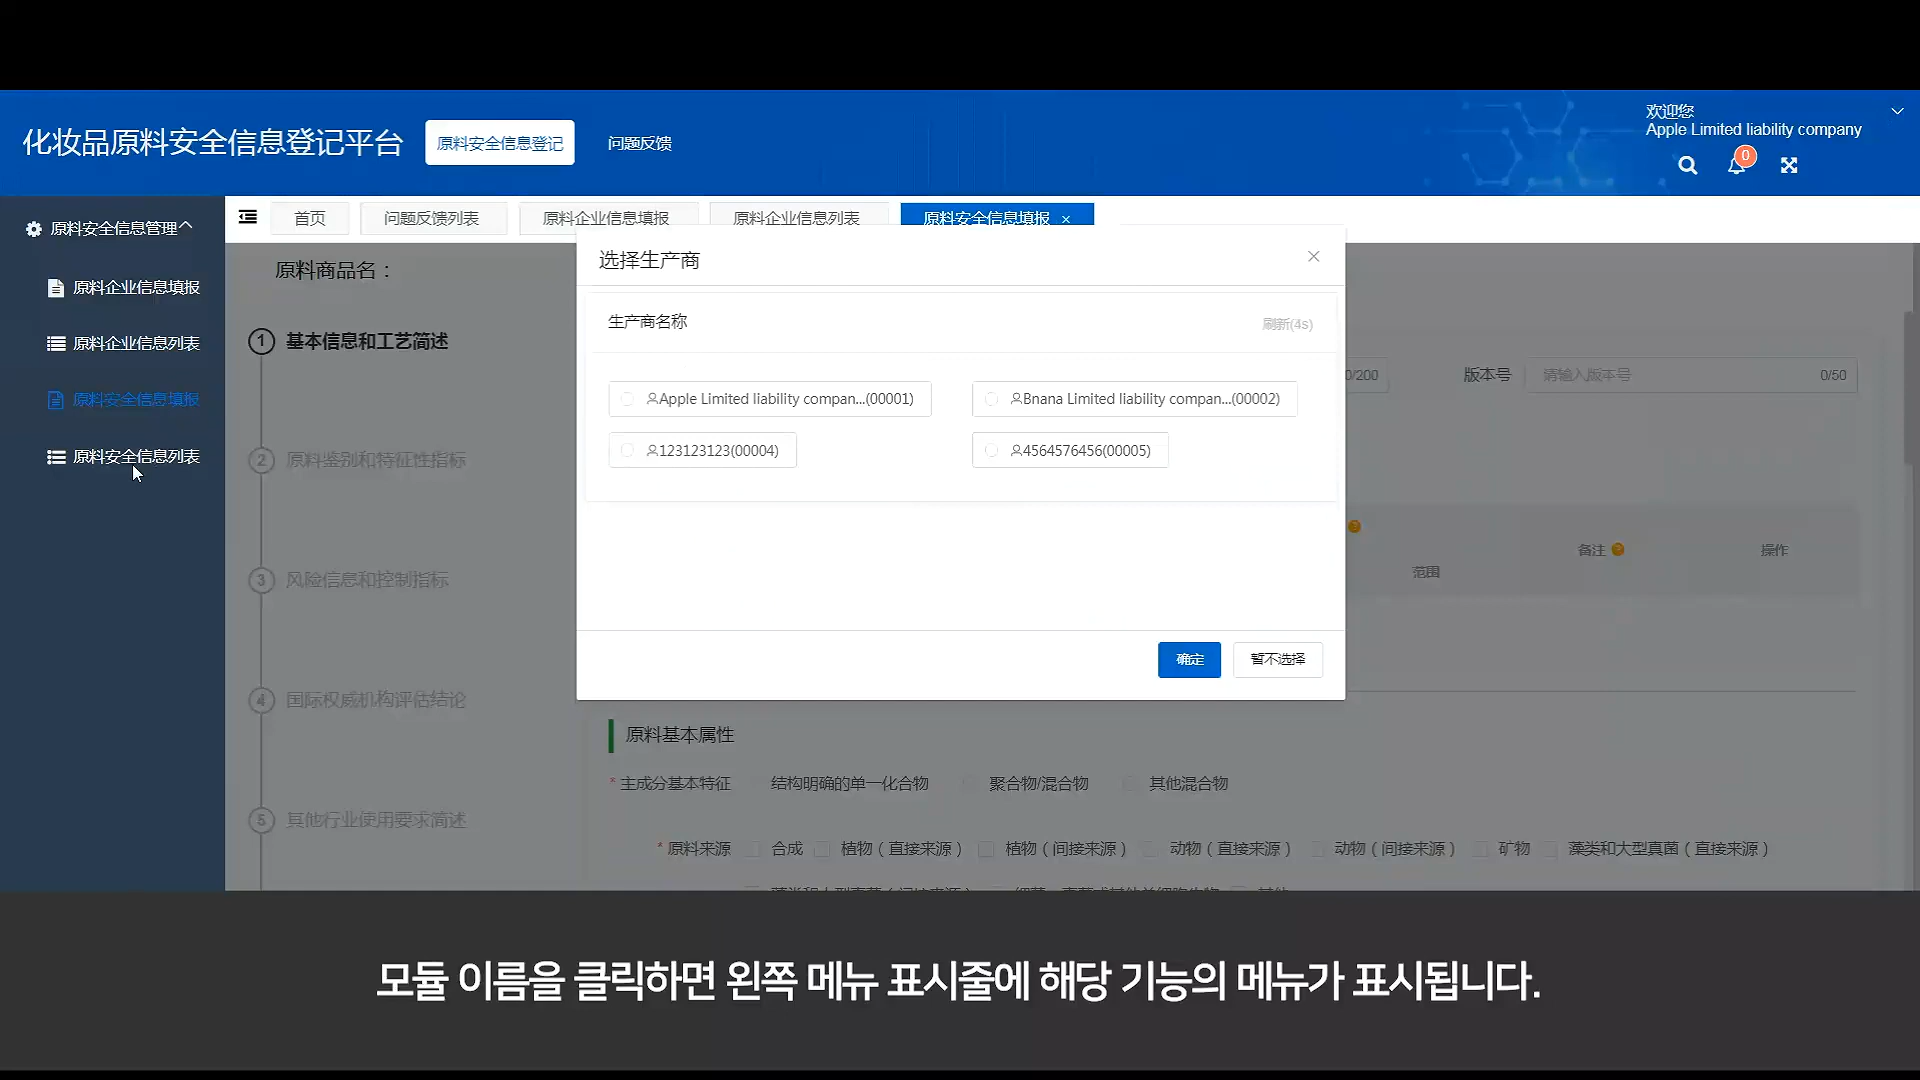 化妆品原料安全信息登记平台
原料安全信息登记
问题反馈
欢迎您
Apple Limited liability company
0
原料安全信息管理
首页
问题反馈列表
原料企业信息填报
原料企业信息列表
原料安全信息填报 ×
原料企业信息填报
原料企业信息列表
原料安全信息填报
原料安全信息列表
原料商品名：
1 基本信息和工艺简述
2 原料鉴别和特征性指标
3 风险信息和控制指标
4 国际权威机构评估结论
5 其他行业使用要求简述
选择生产商
生产商名称
刷新(4s)
Apple Limited liability compan...(00001)
Bnana Limited liability compan...(00002)
123123123(00004)
4564576456(00005)
确定
暂不选择
0/200
版本号
请输入版本号
0/50
范围
备注
操作
原料基本属性
* 主成分基本特征 结构明确的单一化合物 聚合物/混合物 其他混合物
* 原料来源 合成 植物（直接来源） 植物（间接来源） 动物（直接来源） 动物（间接来源） 矿物 藻类和大型真菌（直接来源）
모듈 이름을 클릭하면 왼쪽 메뉴 표시줄에 해당 기능의 메뉴가 표시됩니다.